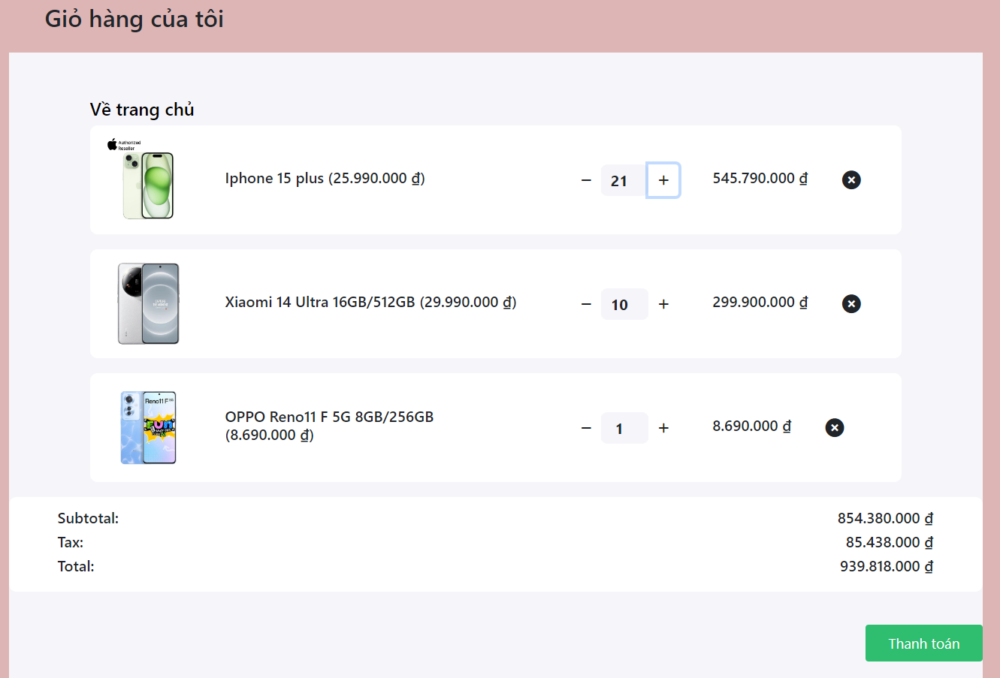 Giỏ hàng của tôi
Về trang chủ
Authorized
Reseller
Iphone 15 plus (25.990.000 ₫)
− 21 + 545.790.000 ₫
Xiaomi 14 Ultra 16GB/512GB (29.990.000 ₫)
− 10 + 299.900.000 ₫
Reno11 F 5G
FUN
OPPO Reno11 F 5G 8GB/256GB
(8.690.000 ₫)
− 1 + 8.690.000 ₫
Subtotal: 854.380.000 ₫
Tax: 85.438.000 ₫
Total: 939.818.000 ₫
Thanh toán